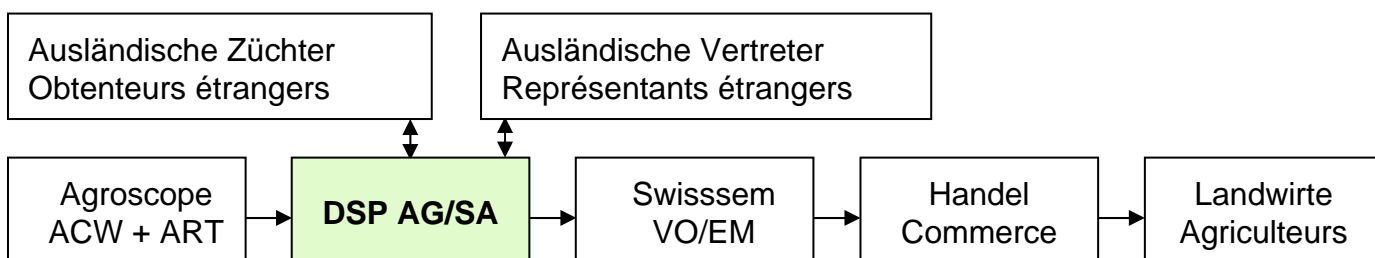 Ausländische Züchter
Obtenteurs étrangers
Ausländische Vertreter
Représentants étrangers
Agroscope
ACW + ART
DSP AG/SA
Swisssem
VO/EM
Handel
Commerce
Landwirte
Agriculteurs